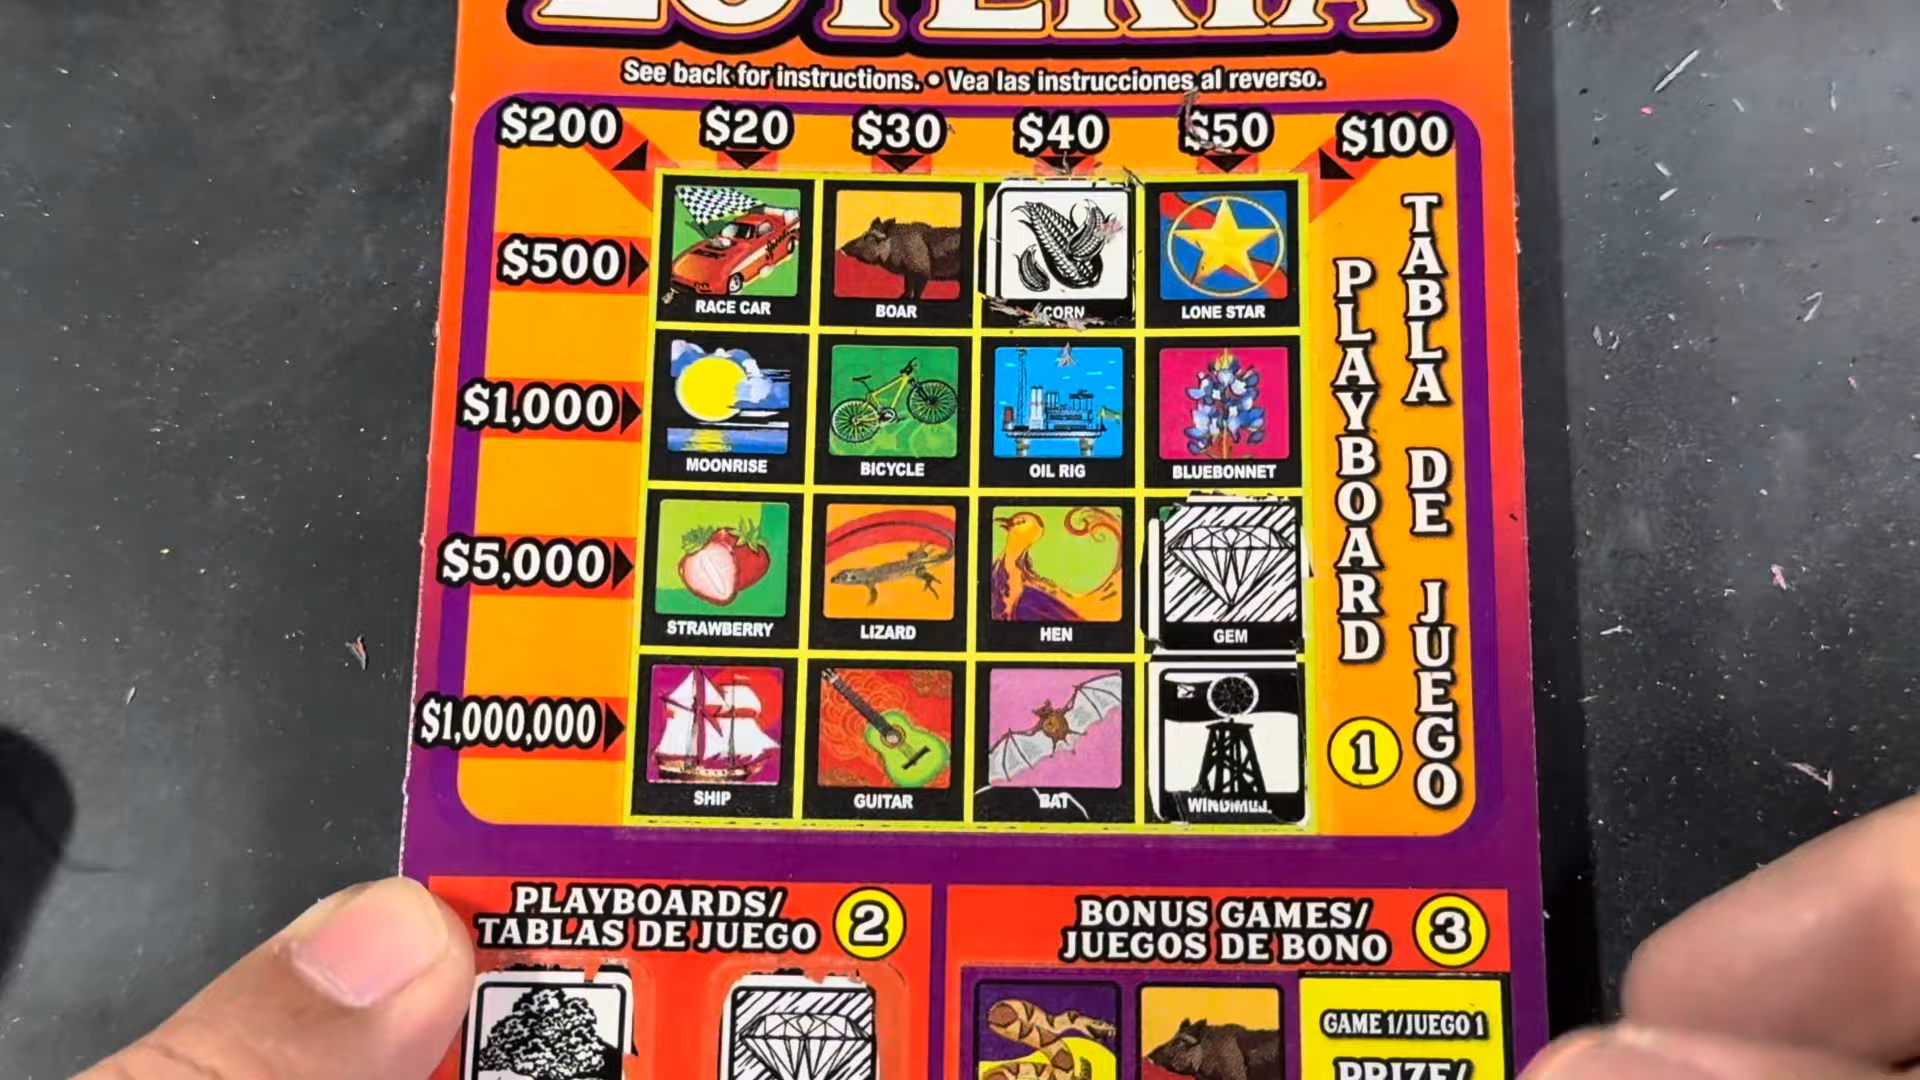 LOTERIA
See back for instructions. • Vea las instrucciones al reverso.
$200 $20 $30 $40 $50 $100
$500
RACE CAR BOAR CORN LONE STAR
$1,000
MOONRISE BICYCLE OIL RIG BLUEBONNET
$5,000
STRAWBERRY LIZARD HEN GEM
$1,000,000
SHIP GUITAR BAT WINDMILL
PLAYBOARD
TABLA DE JUEGO
1
PLAYBOARDS/
TABLAS DE JUEGO
2
BONUS GAMES/
JUEGOS DE BONO
3
GAME 1/JUEGO 1
PRIZE/